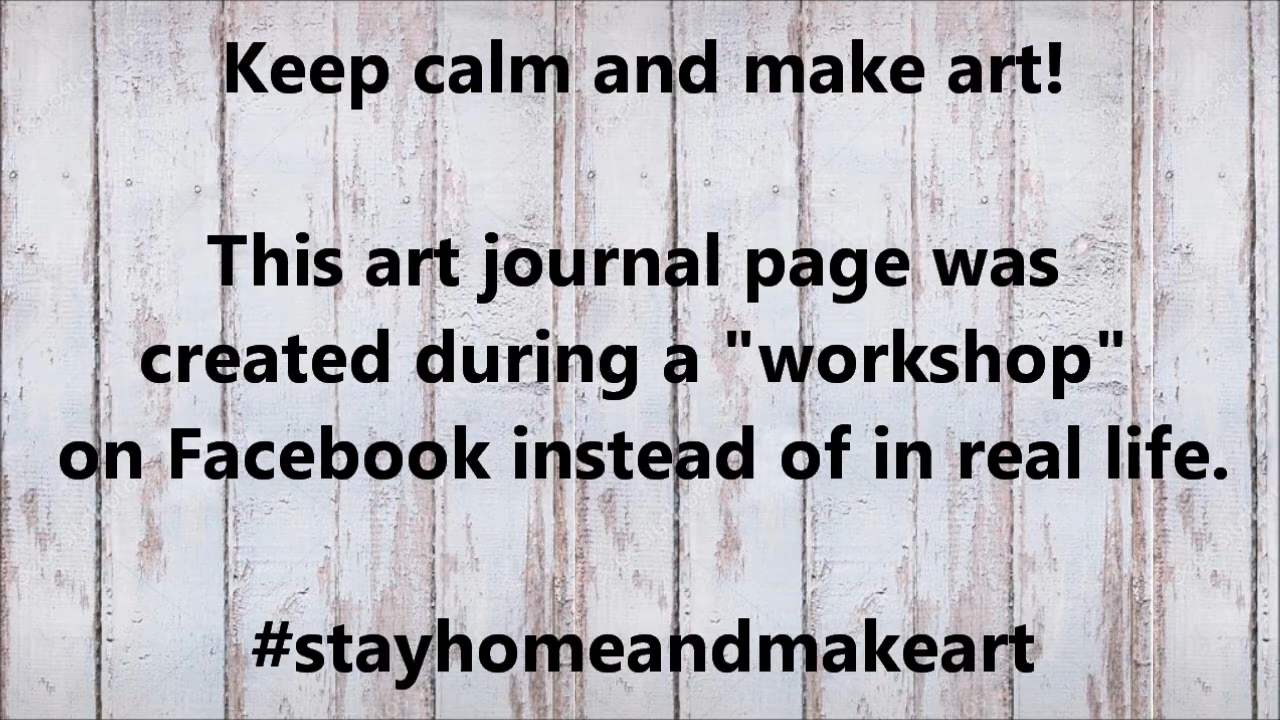 Keep calm and make art!
This art journal page was
created during a "workshop"
on Facebook instead of in real life.
#stayhomeandmakeart